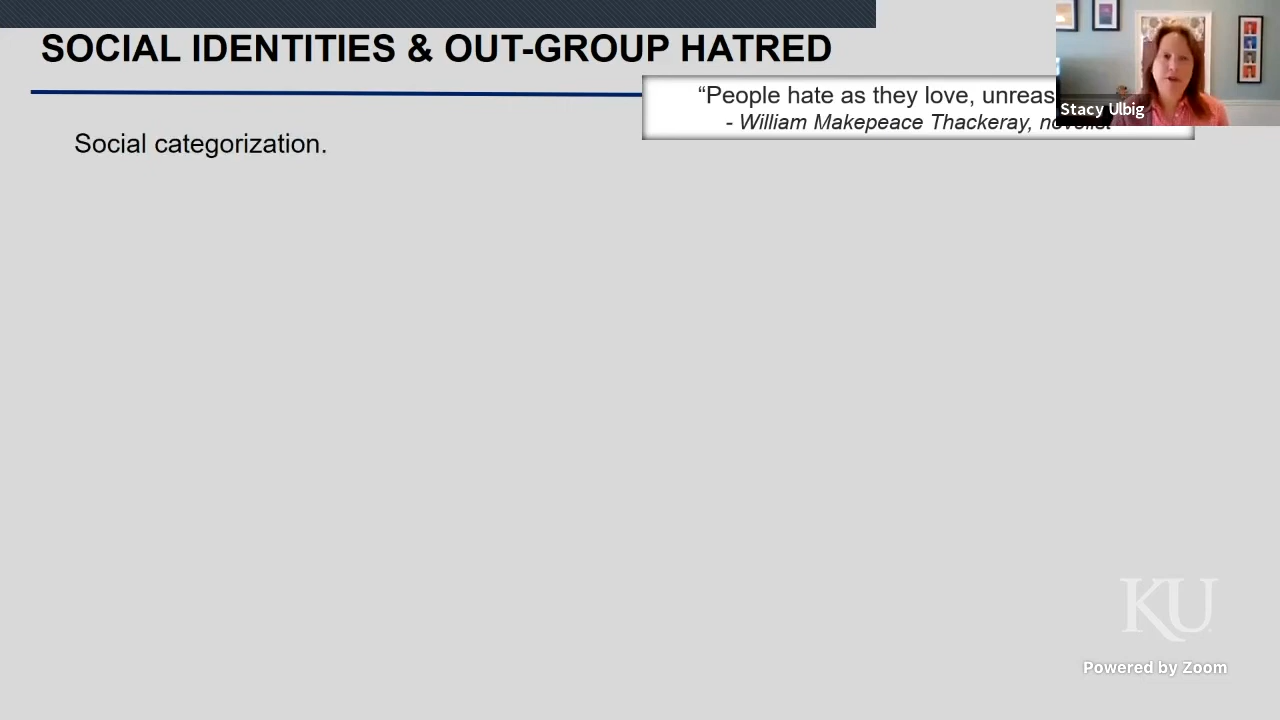 SOCIAL IDENTITIES & OUT-GROUP HATRED
“People hate as they love, unreas
- William Makepeace Thackeray, novelist
Stacy Ulbig
Social categorization.
KU
Powered by Zoom